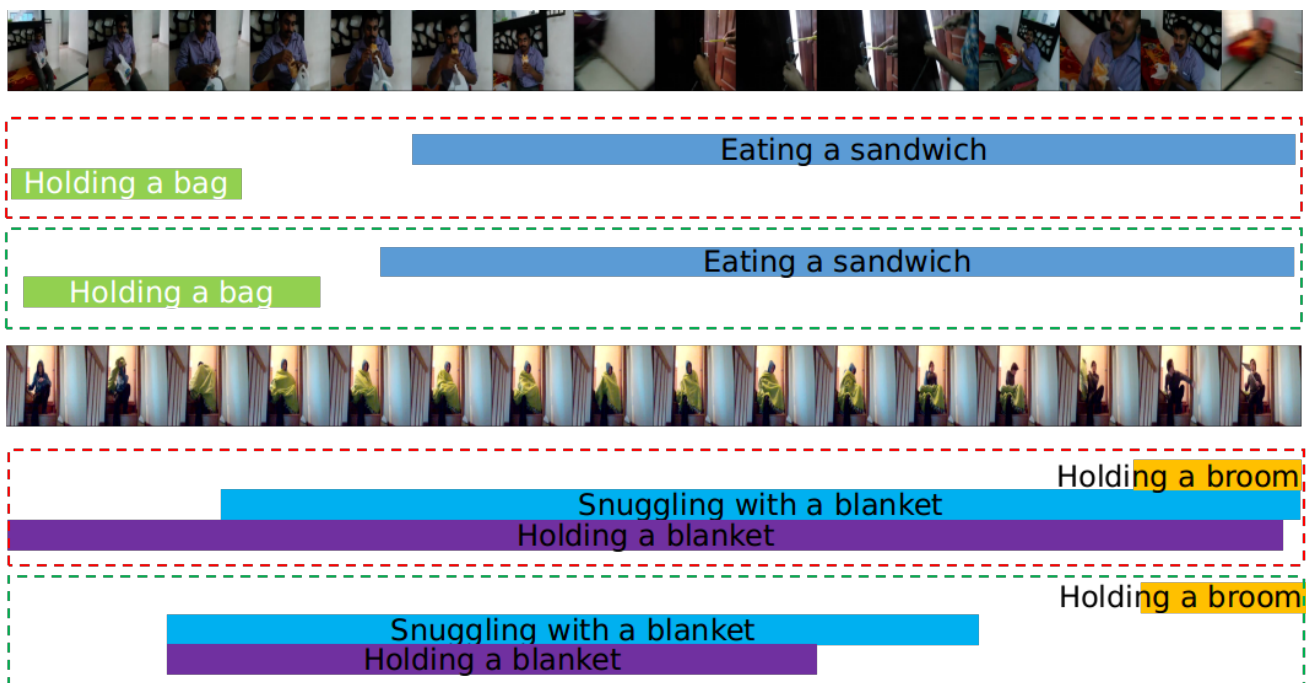 Eating a sandwich
Holding a bag
Eating a sandwich
Holding a bag
Holding a broom
Snuggling with a blanket
Holding a blanket
Holding a broom
Snuggling with a blanket
Holding a blanket